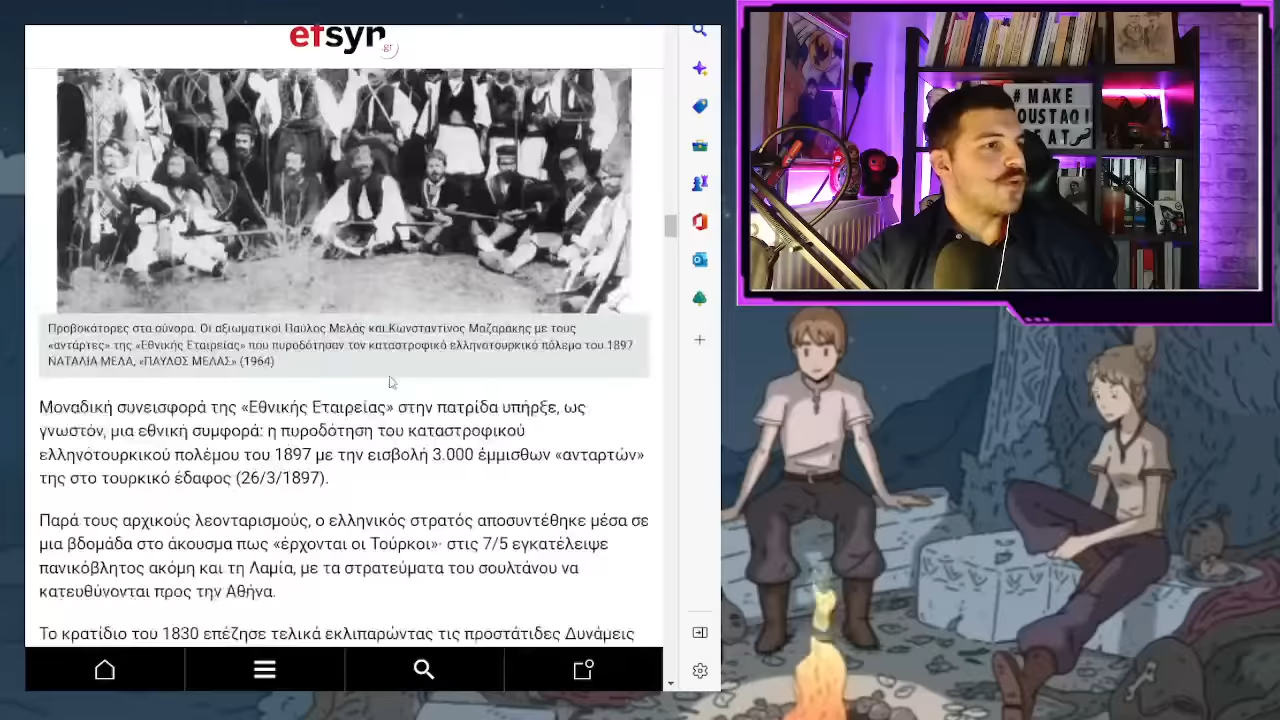 efsyn
.gr
Προβοκάτορες στα σύνορα. Οι αξιωματικοί Παύλος Μελάς και Κωνσταντίνος Μαζαράκης με τους
«αντάρτες» της «Εθνικής Εταιρείας» που πυροδότησαν τον καταστροφικό ελληνοτουρκικό πόλεμο του 1897
ΝΑΤΑΛΙΑ ΜΕΛΑ, «ΠΑΥΛΟΣ ΜΕΛΑΣ» (1964)
Μοναδική συνεισφορά της «Εθνικής Εταιρείας» στην πατρίδα υπήρξε, ως
γνωστόν, μια εθνική συμφορά: η πυροδότηση του καταστροφικού
ελληνοτουρκικού πολέμου του 1897 με την εισβολή 3.000 έμμισθων «ανταρτών»
της στο τουρκικό έδαφος (26/3/1897).
Παρά τους αρχικούς λεονταρισμούς, ο ελληνικός στρατός αποσυντέθηκε μέσα σε
μια βδομάδα στο άκουσμα πως «έρχονται οι Τούρκοι»· στις 7/5 εγκατέλειψε
πανικόβλητος ακόμη και τη Λαμία, με τα στρατεύματα του σουλτάνου να
κατευθύνονται προς την Αθήνα.
Το κρατίδιο του 1830 επέζησε τελικά εκλιπαρώντας τις προστάτιδες Δυνάμεις
# MAKE